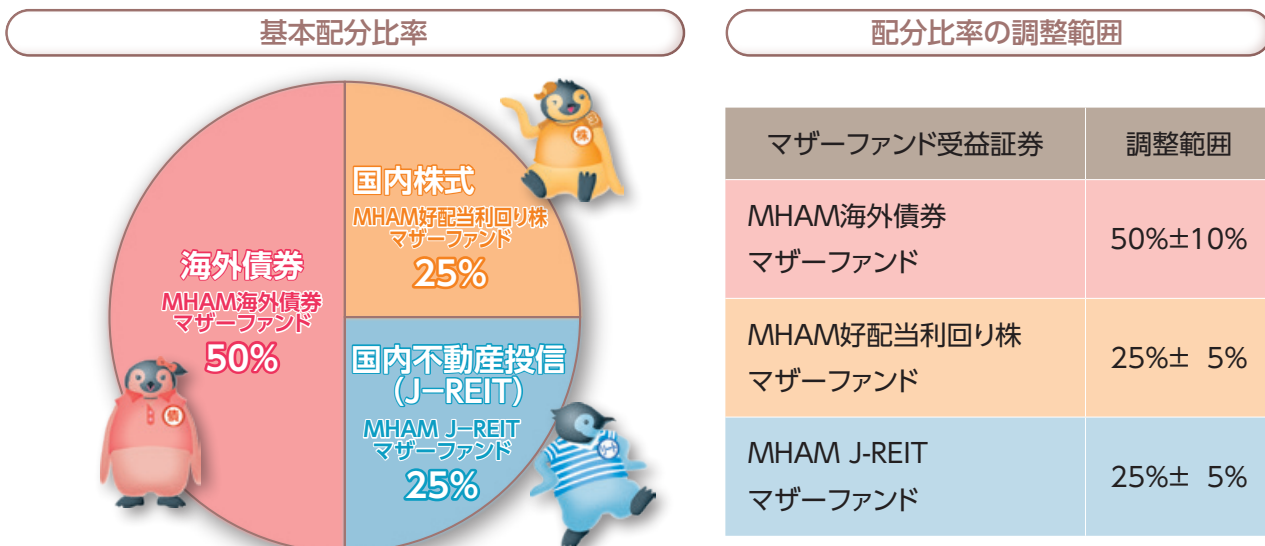 基本配分比率
海外債券
MHAM海外債券
マザーファンド
50%
債
国内株式
MHAM好配当利回り株
マザーファンド
25%
株
国内不動産投信
(J-REIT)
MHAM J-REIT
マザーファンド
25%
リート
配分比率の調整範囲
マザーファンド受益証券 調整範囲
MHAM海外債券
マザーファンド
50%±10%
MHAM好配当利回り株
マザーファンド
25%± 5%
MHAM J-REIT
マザーファンド
25%± 5%